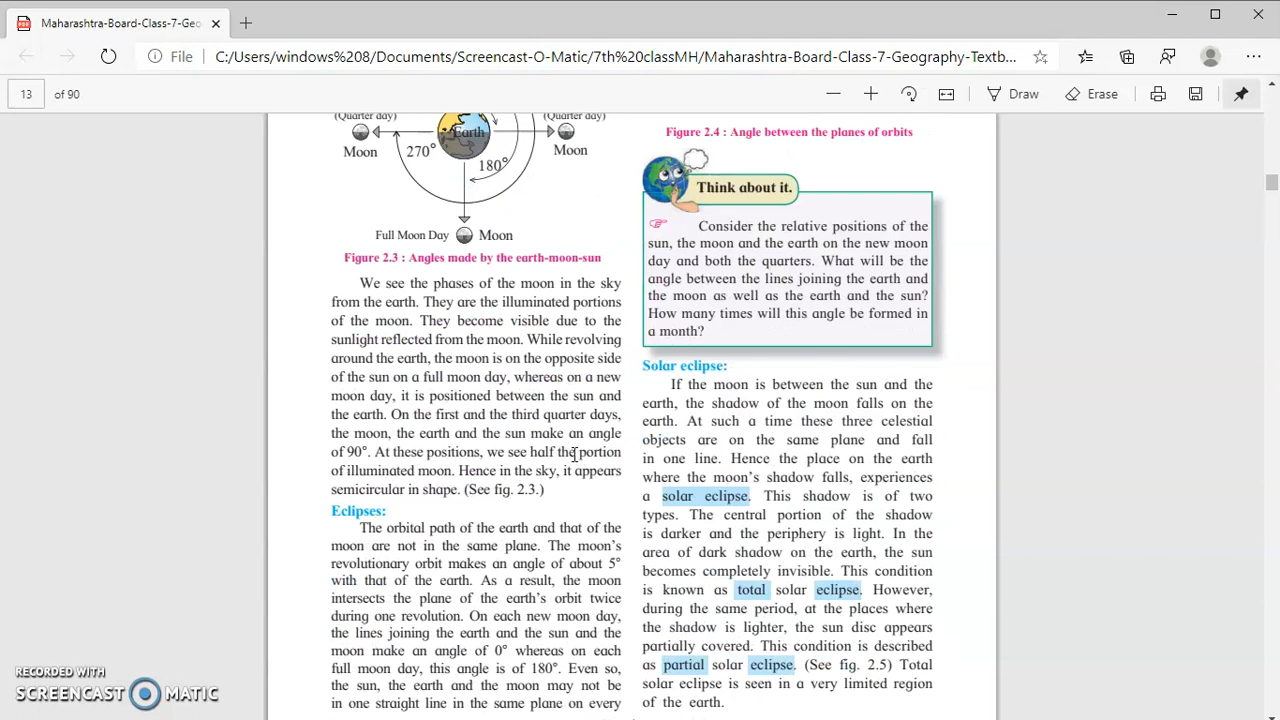 Maharashtra-Board-Class-7-Geo
File C:/Users/windows%208/Documents/Screencast-O-Matic/7th%20classMH/Maharashtra-Board-Class-7-Geography-Textb...
13 of 90
Draw
Erase
(Quarter day)
(Quarter day)
Earth
Moon
270°
180°
Moon
Full Moon Day
Moon
Figure 2.3 : Angles made by the earth-moon-sun
We see the phases of the moon in the sky
from the earth. They are the illuminated portions
of the moon. They become visible due to the
sunlight reflected from the moon. While revolving
around the earth, the moon is on the opposite side
of the sun on a full moon day, whereas on a new
moon day, it is positioned between the sun and
the earth. On the first and the third quarter days,
the moon, the earth and the sun make an angle
of 90°. At these positions, we see half the portion
of illuminated moon. Hence in the sky, it appears
semicircular in shape. (See fig. 2.3.)
Eclipses:
The orbital path of the earth and that of the
moon are not in the same plane. The moon's
revolutionary orbit makes an angle of about 5°
with that of the earth. As a result, the moon
intersects the plane of the earth's orbit twice
during one revolution. On each new moon day,
the lines joining the earth and the sun and the
moon make an angle of 0° whereas on each
full moon day, this angle is of 180°. Even so,
the sun, the earth and the moon may not be
in one straight line in the same plane on every
Figure 2.4 : Angle between the planes of orbits
Think about it.
Consider the relative positions of the
sun, the moon and the earth on the new moon
day and both the quarters. What will be the
angle between the lines joining the earth and
the moon as well as the earth and the sun?
How many times will this angle be formed in
a month?
Solar eclipse:
If the moon is between the sun and the
earth, the shadow of the moon falls on the
earth. At such a time these three celestial
objects are on the same plane and fall
in one line. Hence the place on the earth
where the moon's shadow falls, experiences
a solar eclipse. This shadow is of two
types. The central portion of the shadow
is darker and the periphery is light. In the
area of dark shadow on the earth, the sun
becomes completely invisible. This condition
is known as total solar eclipse. However,
during the same period, at the places where
the shadow is lighter, the sun disc appears
partially covered. This condition is described
as partial solar eclipse. (See fig. 2.5) Total
solar eclipse is seen in a very limited region
of the earth.
RECORDED WITH
SCREENCAST MATIC